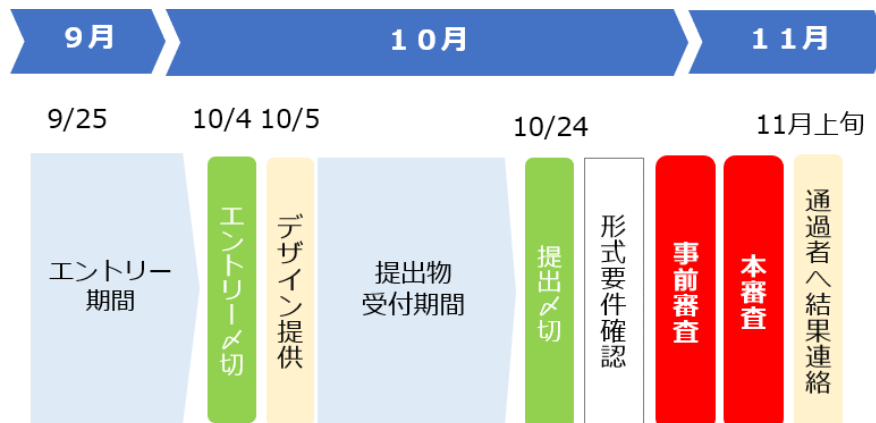 ９月
１０月
１１月
9/25
10/4
10/5
10/24
11月上旬
エントリー
期間
エントリー〆切
デザイン提供
提出物
受付期間
提出〆切
形式要件確認
事前審査
本審査
通過者へ結果連絡